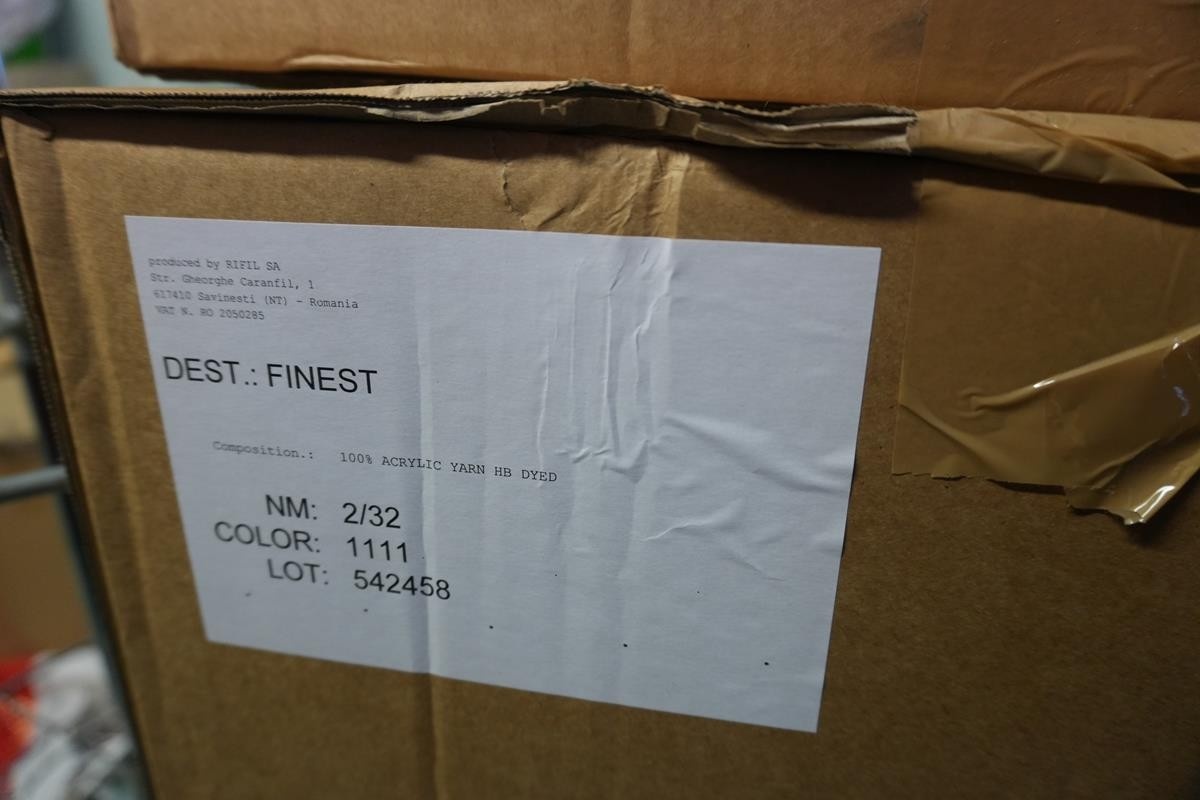 produced by RIFIL SA
Str. Gheorghe Caranfil, 1
617410 Savinesti (NT) - Romania
VAT N. RO 2050285
DEST.: FINEST
Composition.: 100% ACRYLIC YARN HB DYED
NM: 2/32
COLOR: 1111
LOT: 542458